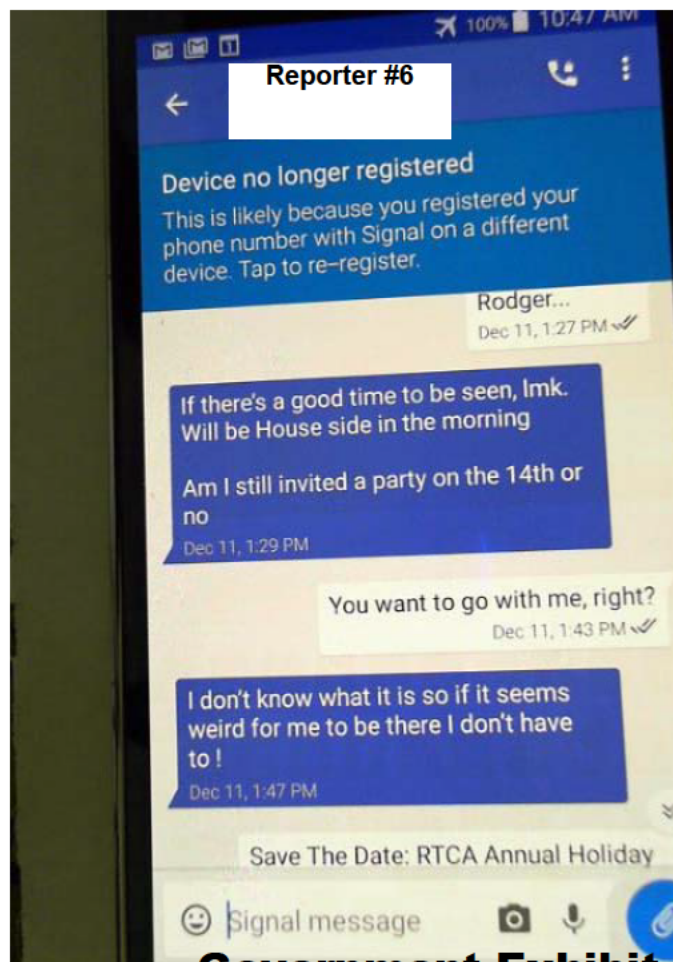 100% 10:47 AM
1
Reporter #6
Device no longer registered
This is likely because you registered your
phone number with Signal on a different
device. Tap to re-register.
Rodger...
Dec 11, 1:27 PM
If there's a good time to be seen, lmk.
Will be House side in the morning
Am I still invited a party on the 14th or
no
Dec 11, 1:29 PM
You want to go with me, right?
Dec 11, 1:43 PM
I don't know what it is so if it seems
weird for me to be there I don't have
to !
Dec 11, 1:47 PM
Save The Date: RTCA Annual Holiday
Signal message
Government Exhibit